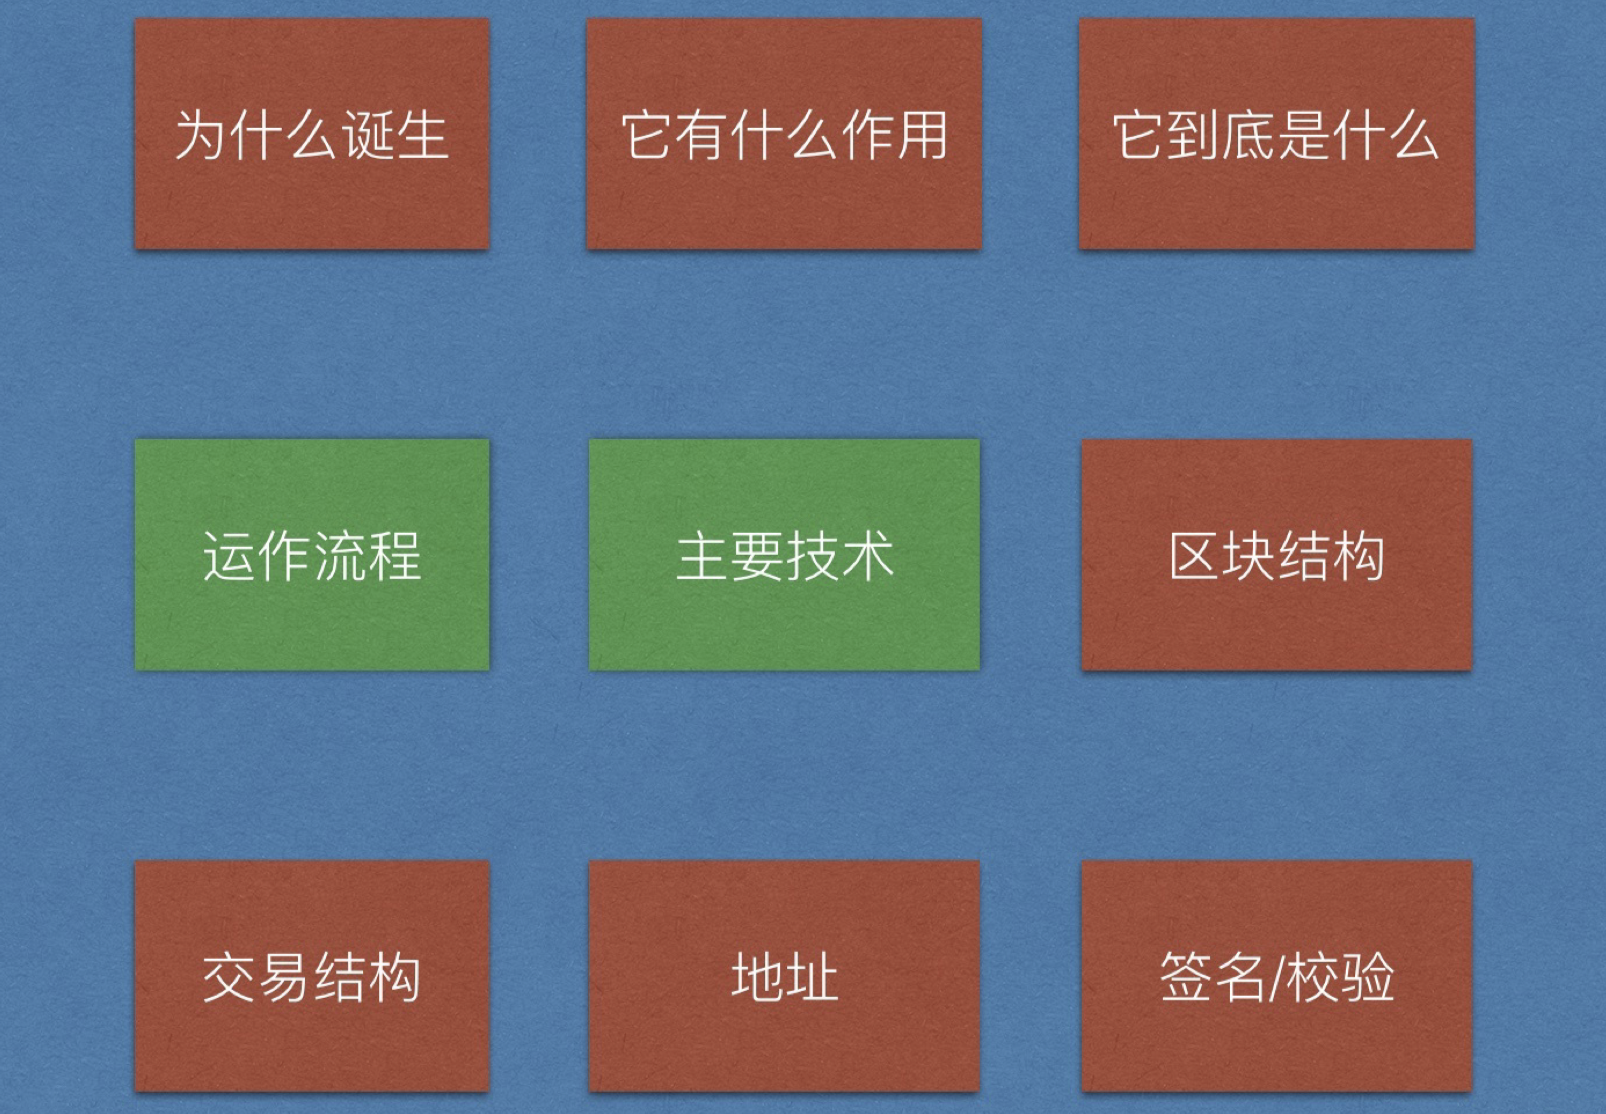 为什么诞生
它有什么作用
它到底是什么
运作流程
主要技术
区块结构
交易结构
地址
签名/校验